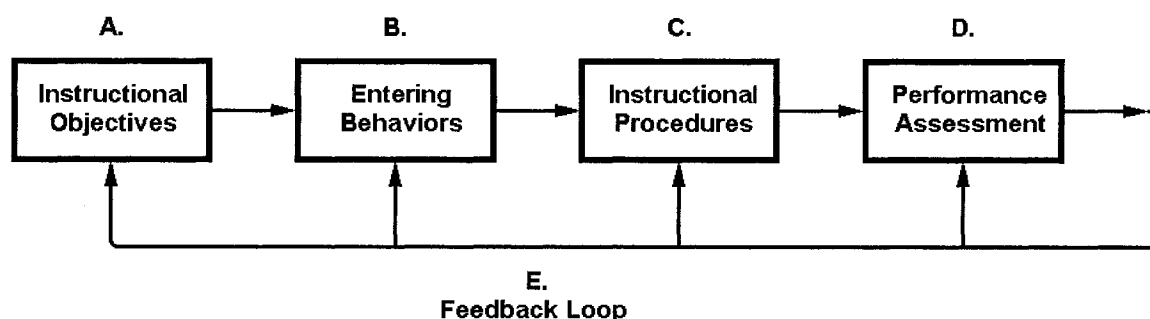 A.
B.
C.
D.
Instructional
Objectives
Entering
Behaviors
Instructional
Procedures
Performance
Assessment
E.
Feedback Loop